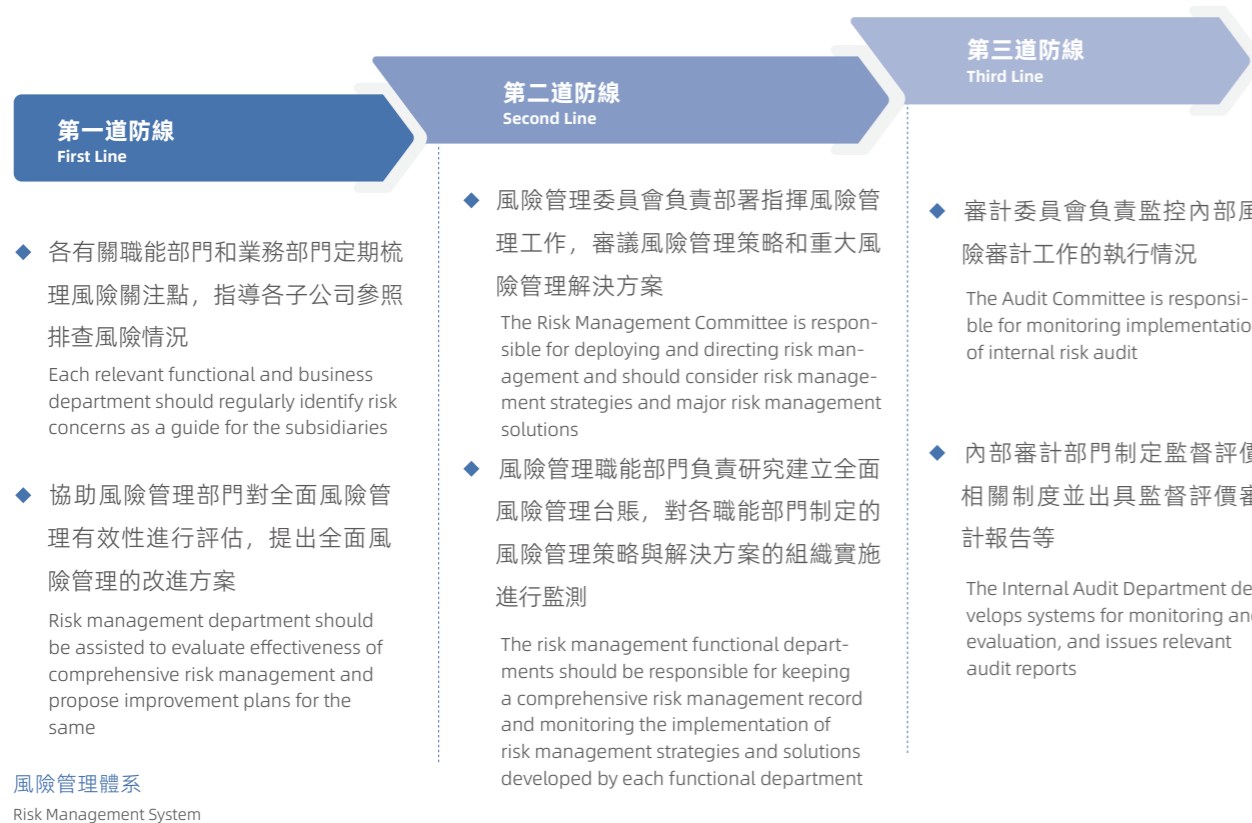 第一道防線
First Line
各有關職能部門和業務部門定期梳
理風險關注點，指導各子公司參照
排查風險情況
Each relevant functional and business
department should regularly identify risk
concerns as a guide for the subsidiaries
協助風險管理部門對全面風險管
理有效性進行評估，提出全面風
險管理的改進方案
Risk management department should
be assisted to evaluate effectiveness of
comprehensive risk management and
propose improvement plans for the
same
第二道防線
Second Line
風險管理委員會負責部署指揮風險管
理工作，審議風險管理策略和重大風
險管理解決方案
The Risk Management Committee is respon-
sible for deploying and directing risk man-
agement and should consider risk manage-
ment strategies and major risk management
solutions
風險管理職能部門負責研究建立全面
風險管理台賬，對各職能部門制定的
風險管理策略與解決方案的組織實施
進行監測
The risk management functional depart-
ments should be responsible for keeping
a comprehensive risk management record
and monitoring the implementation of
risk management strategies and solutions
developed by each functional department
第三道防線
Third Line
審計委員會負責監控內部風
險審計工作的執行情況
The Audit Committee is responsi-
ble for monitoring implementation
of internal risk audit
內部審計部門制定監督評價
相關制度並出具監督評價審
計報告等
The Internal Audit Department de
velops systems for monitoring and
evaluation, and issues relevant
audit reports
風險管理體系
Risk Management System